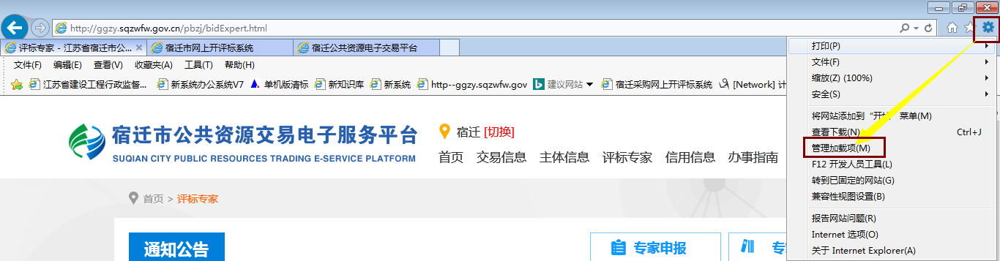 http://ggzy.sqzwfw.gov.cn/pbzj/bidExpert.html
评标专家 - 江苏省宿迁市公...
宿迁市网上开评标系统
宿迁公共资源电子交易平台
文件(F) 编辑(E) 查看(V) 收藏夹(A) 工具(T) 帮助(H)
江苏省建设工程行政监督... 新系统办公系统V7 单机版清标 新知识库 新系统 http--ggzy.sqzwfw.gov 建议网站 宿迁采购网上开评标系统 [Network] 计
宿迁市公共资源交易电子服务平台
SUQIAN CITY PUBLIC RESOURCES TRADING E-SERVICE PLATFORM
宿迁 [切换]
首页 交易信息 主体信息 评标专家 信用信息 办事指南
首页 > 评标专家
通知公告
专家申报
专
打印(P)
文件(F)
缩放(Z) (100%)
安全(S)
将网站添加到“开始”菜单(M)
查看下载(N) Ctrl+J
管理加载项(M)
F12 开发人员工具(L)
转到已固定的网站(G)
兼容性视图设置(B)
报告网站问题(R)
Internet 选项(O)
关于 Internet Explorer(A)